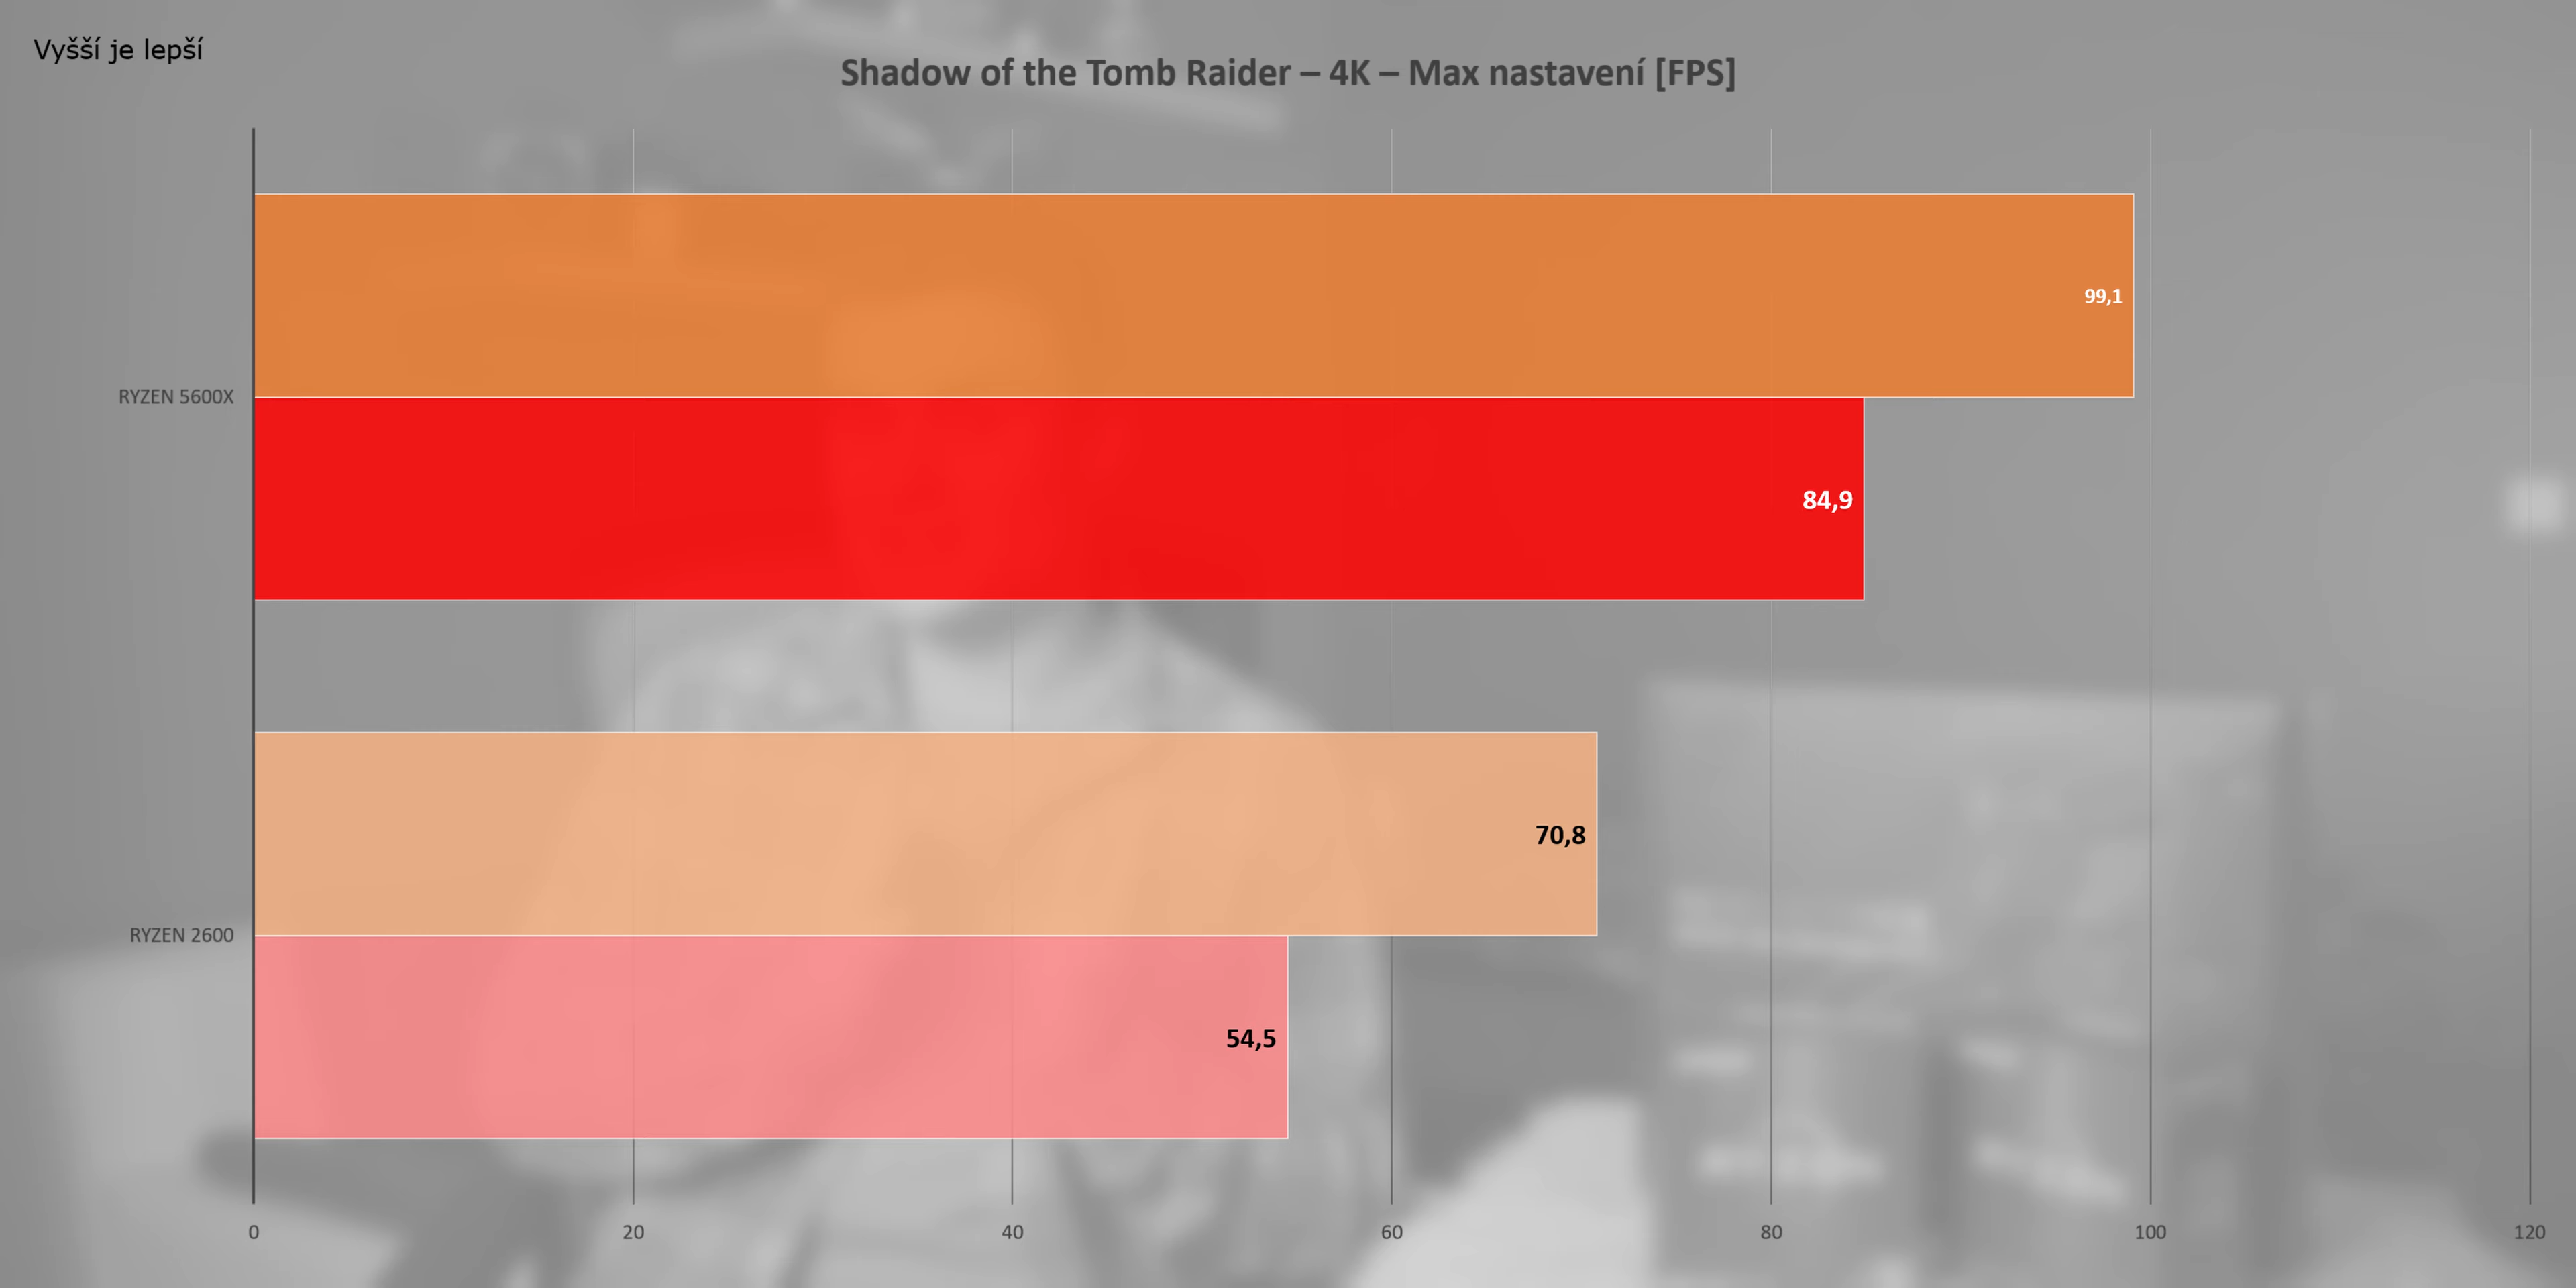 Vyšší je lepší
Shadow of the Tomb Raider – 4K – Max nastavení [FPS]
99,1
RYZEN 5600X
84,9
70,8
RYZEN 2600
54,5
0 20 40 60 80 100 120